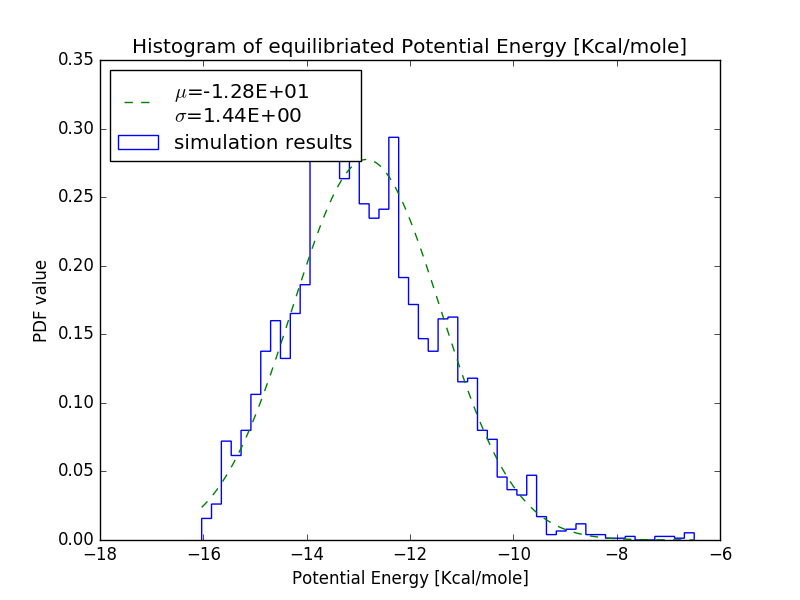 Histogram of equilibriated Potential Energy [Kcal/mole]
0.35
0.30
0.25
0.20
0.15
0.10
0.05
0.00
PDF value
μ=-1.28E+01
σ=1.44E+00
simulation results
−18 −16 −14 −12 −10 −8 −6
Potential Energy [Kcal/mole]